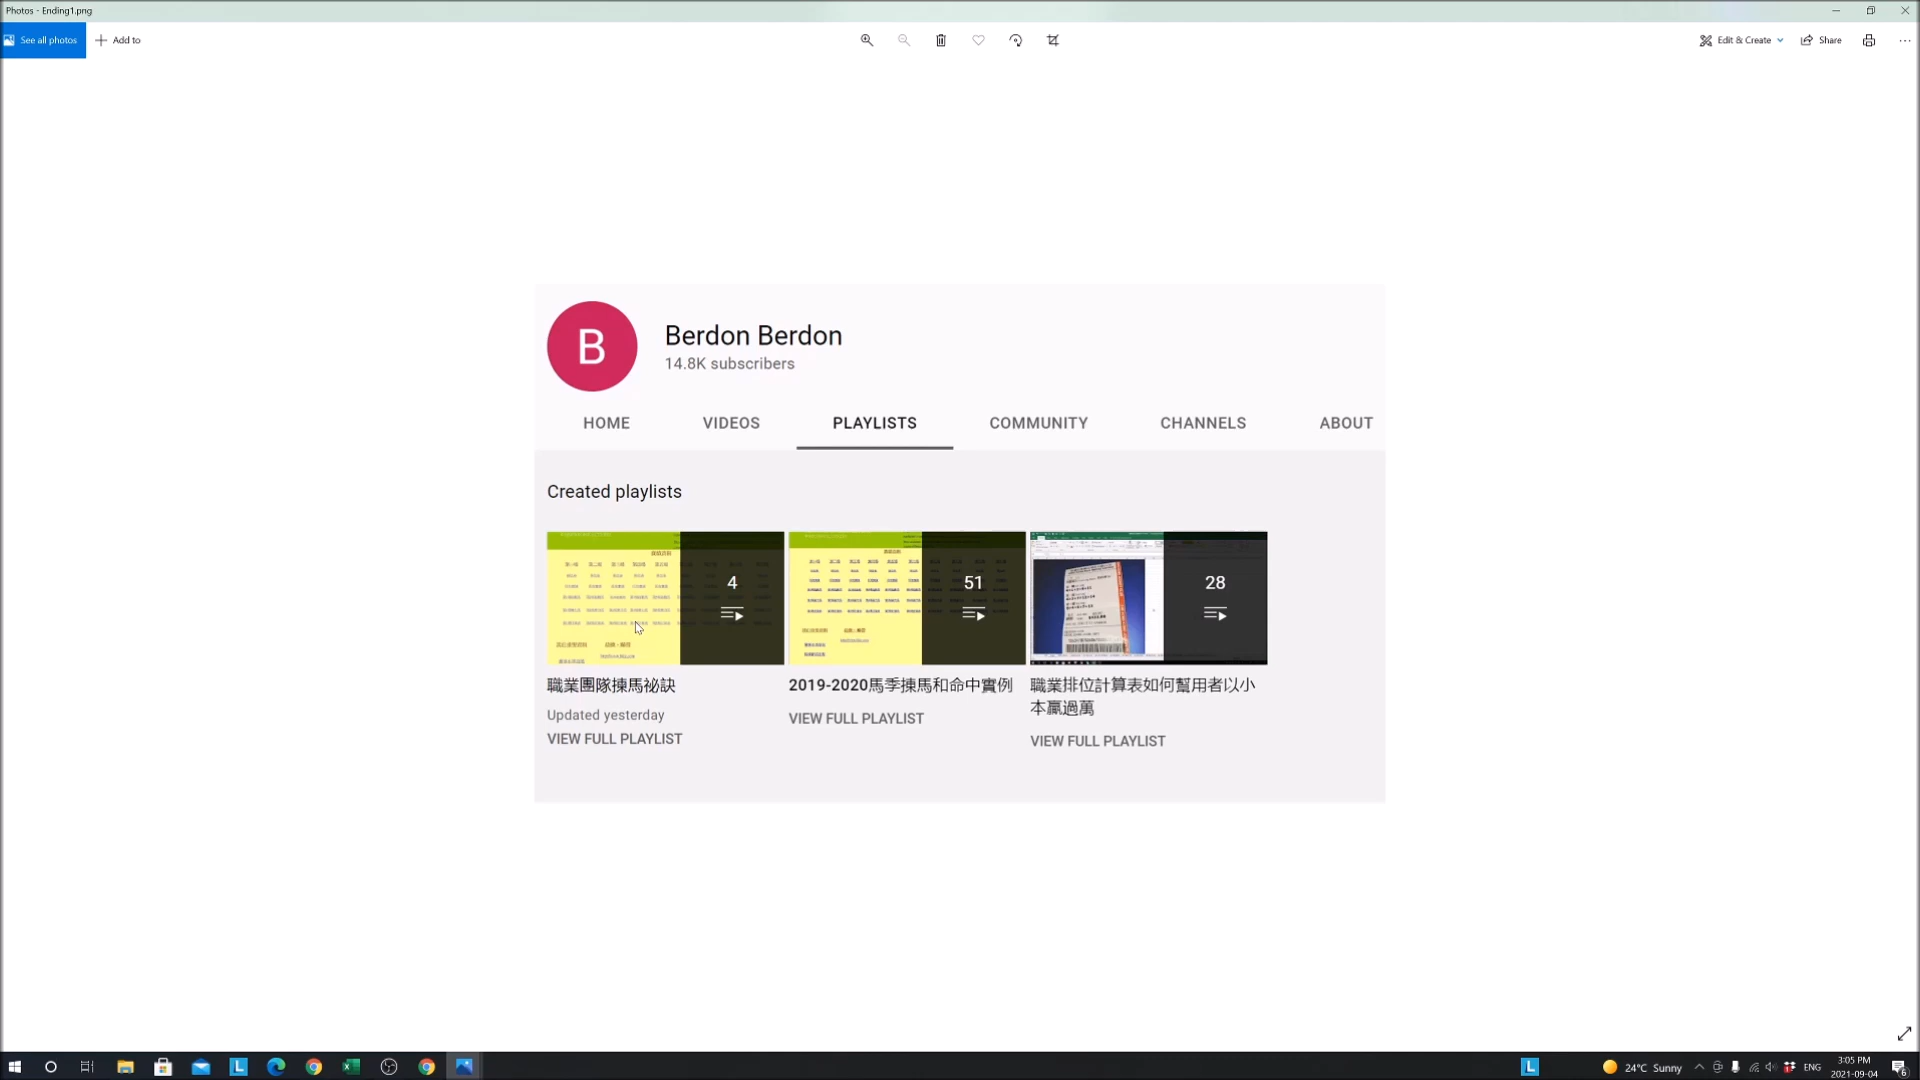 Photos - Ending1.png
See all photos
Add to
Edit & Create
Share
B
Berdon Berdon
14.8K subscribers
HOME VIDEOS PLAYLISTS COMMUNITY CHANNELS ABOUT
Created playlists
4
51
28
職業團隊揀馬祕訣
Updated yesterday
VIEW FULL PLAYLIST
2019-2020馬季揀馬和命中實例
VIEW FULL PLAYLIST
職業排位計算表如何幫用者以小
本贏過萬
VIEW FULL PLAYLIST
L
L
24°C Sunny
ENG
3:05 PM
2021-09-04
6